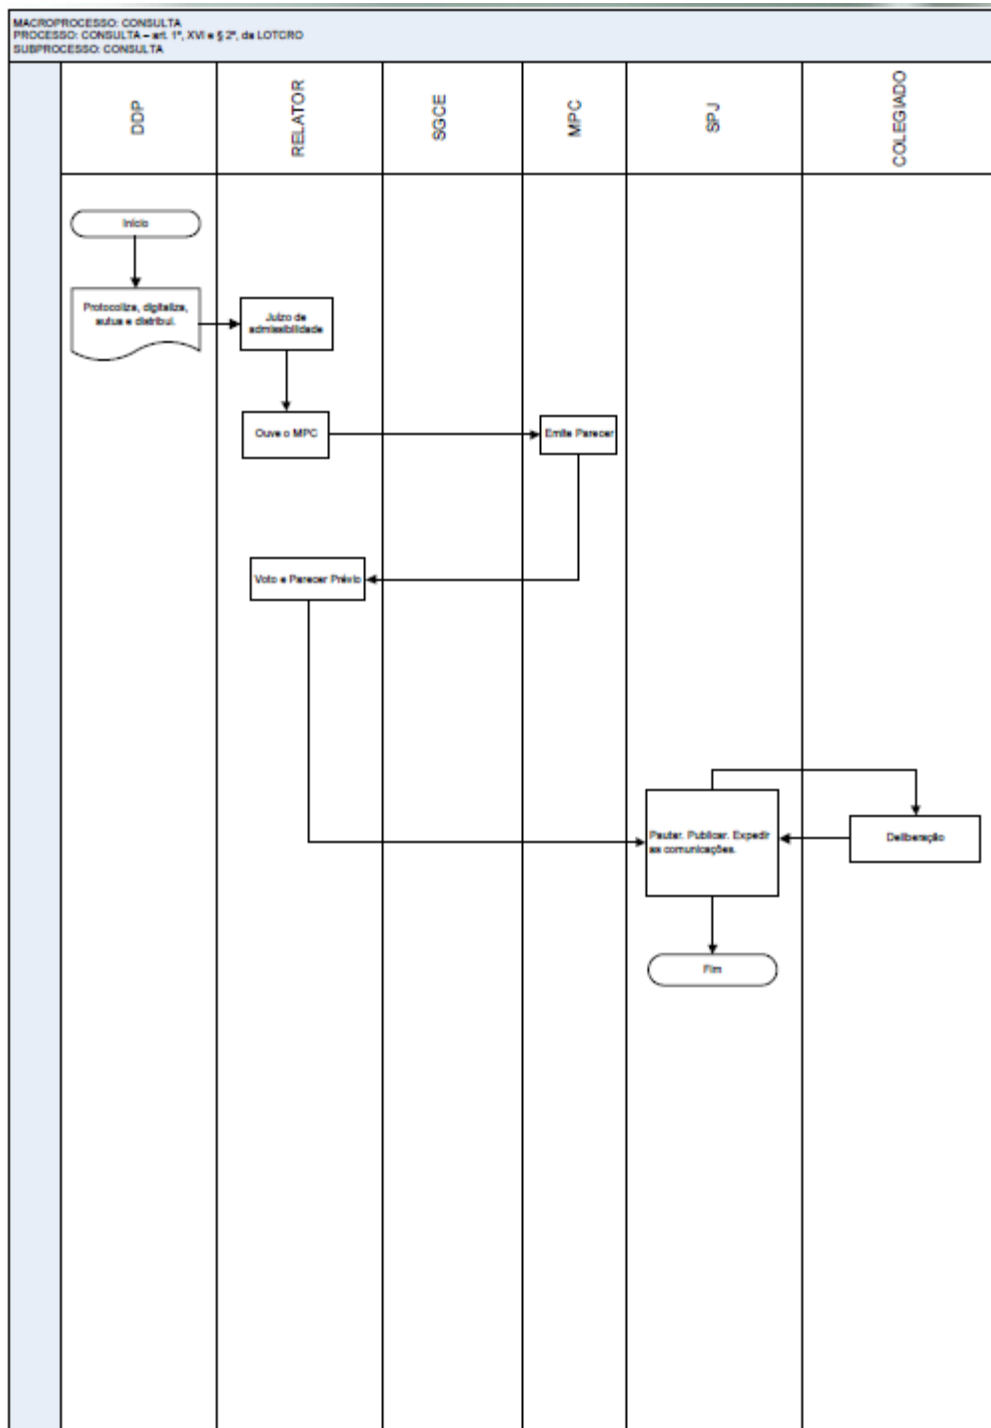 MACROPROCESSO: CONSULTA
PROCESSO: CONSULTA – art. 1º, XVI e § 2º, da LOTCRO
SUBPROCESSO: CONSULTA
DDP
RELATOR
SGCE
MPC
SPJ
COLEGIADO
Início
Protocoliza, digitaliza,
autua e distribui.
Juízo de
admissibilidade
Ouve o MPC
Emite Parecer
Voto e Parecer Prévio
Pautar. Publicar. Expedir
as comunicações.
Deliberação
Fim